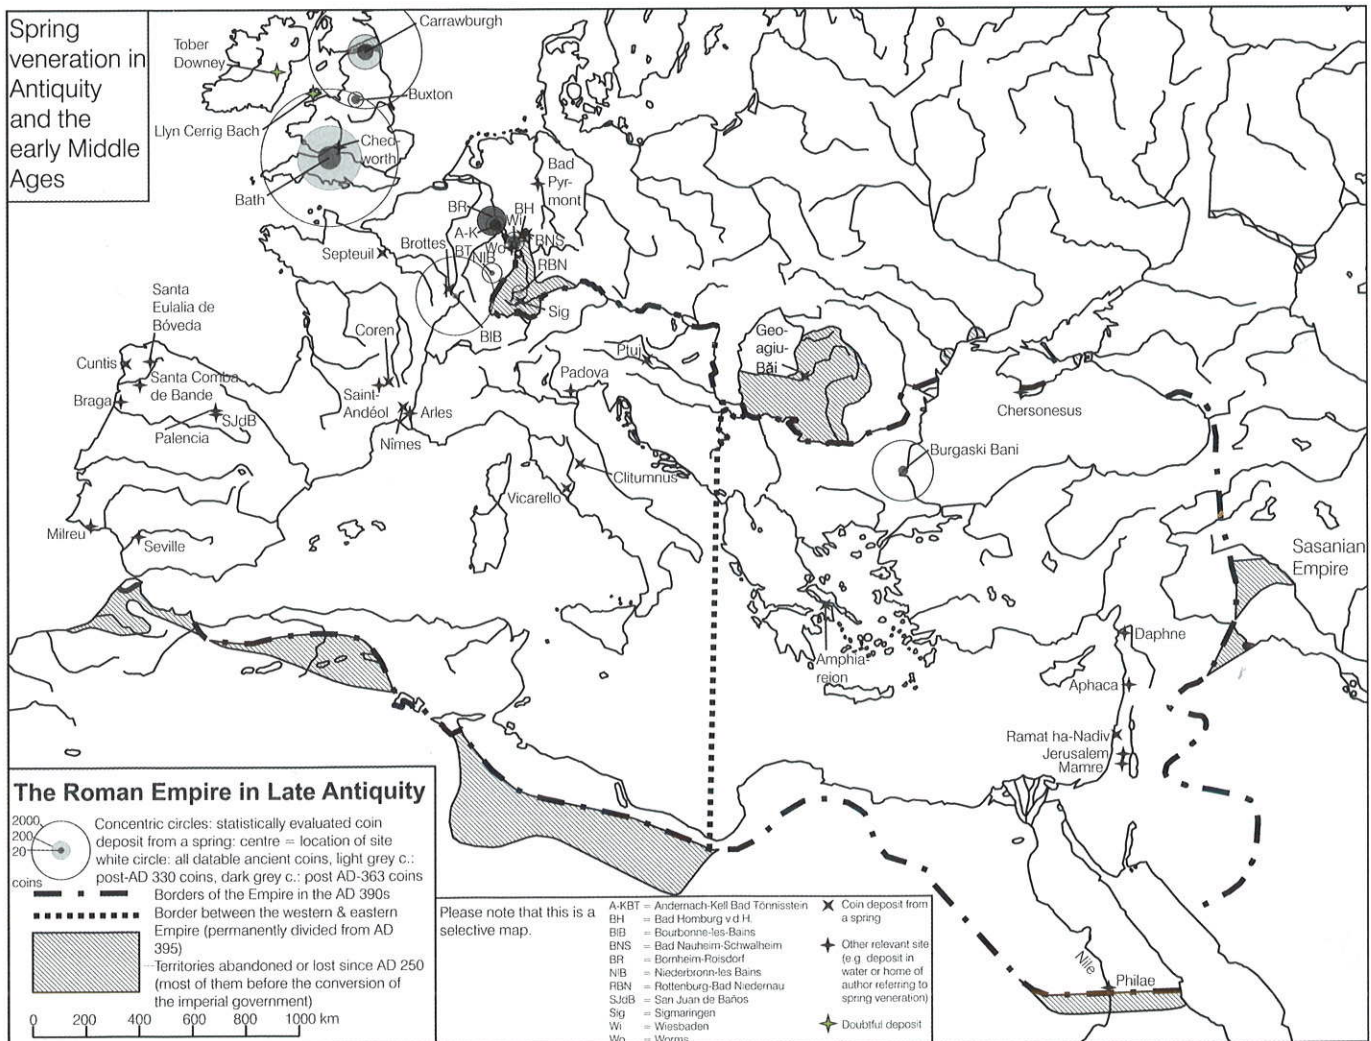 Spring
veneration in
Antiquity
and the
early Middle
Ages
Carrawburgh
Tober
Downey
Buxton
Llyn Cerrig Bach
Ched-
worth
Bath
Bad
Pyr-
mont
BR
BH
Wi
A-K
BNS
Brottes
BT
Wo
Septeuil
NlB
RBN
Sig
BlB
Santa
Eulalia de
Bóveda
Coren
Cuntis
Santa Comba
de Bande
Saint-
Andéol
Braga
SJdB
Arles
Palencia
Nîmes
Ptuj
Padova
Geo-
agiu-
Băi
Chersonesus
Burgaski Bani
Clitumnus
Vicarello
Milreu
Seville
Sasanian
Empire
Daphne
Amphia-
reion
Aphaca
Ramat ha-Nadiv
Jerusalem
Mamre
Nile
Philae
The Roman Empire in Late Antiquity
2000
200
20
coins
Concentric circles: statistically evaluated coin
deposit from a spring: centre = location of site
white circle: all datable ancient coins, light grey c.:
post-AD 330 coins, dark grey c.: post AD-363 coins
Borders of the Empire in the AD 390s
Border between the western & eastern
Empire (permanently divided from AD
395)
Territories abandoned or lost since AD 250
(most of them before the conversion of
the imperial government)
0 200 400 600 800 1000 km
Please note that this is a
selective map.
A-KBT = Andernach-Kell Bad Tönnisstein
BH = Bad Homburg v d H.
BlB = Bourbonne-les-Bains
BNS = Bad Nauheim-Schwalheim
BR = Bornheim-Roisdorf
NlB = Niederbronn-les Bains
RBN = Rottenburg-Bad Niedernau
SJdB = San Juan de Baños
Sig = Sigmaringen
Wi = Wiesbaden
Wo = Worms
Coin deposit from
a spring
Other relevant site
(e.g. deposit in
water or home of
author referring to
spring veneration)
Doubtful deposit